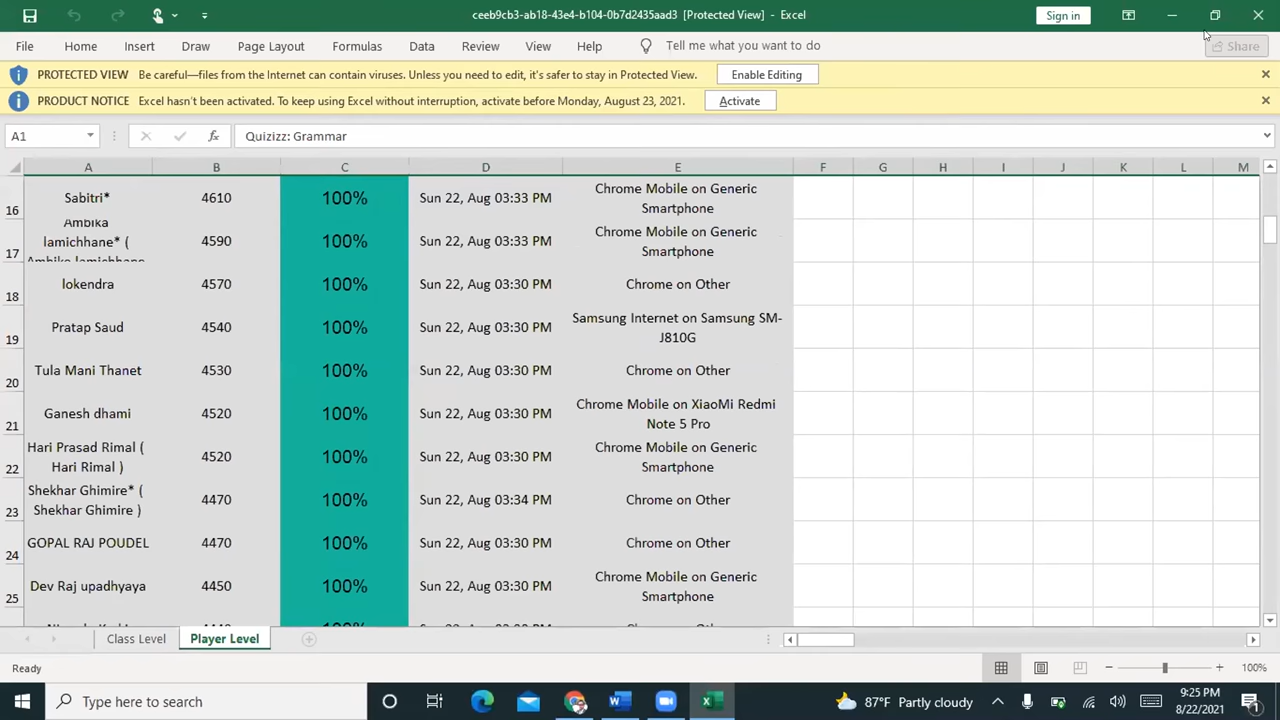 ceeb9cb3-ab18-43e4-b104-0b7d2435aad3 [Protected View] - Excel
Sign in
File Home Insert Draw Page Layout Formulas Data Review View Help Tell me what you want to do Share
PROTECTED VIEW Be careful—files from the Internet can contain viruses. Unless you need to edit, it's safer to stay in Protected View. Enable Editing
PRODUCT NOTICE Excel hasn't been activated. To keep using Excel without interruption, activate before Monday, August 23, 2021. Activate
A1 fx Quizizz: Grammar
A B C D E F G H I J K L M
16 Sabitri* 4610 100% Sun 22, Aug 03:33 PM Chrome Mobile on Generic
Smartphone
17 Ambika 4590 100% Sun 22, Aug 03:33 PM Chrome Mobile on Generic
lamichhane* ( Smartphone
Ambika lamichhane
18 lokendra 4570 100% Sun 22, Aug 03:30 PM Chrome on Other
19 Pratap Saud 4540 100% Sun 22, Aug 03:30 PM Samsung Internet on Samsung SM-
J810G
20 Tula Mani Thanet 4530 100% Sun 22, Aug 03:30 PM Chrome on Other
21 Ganesh dhami 4520 100% Sun 22, Aug 03:30 PM Chrome Mobile on XiaoMi Redmi
Note 5 Pro
22 Hari Prasad Rimal ( 4520 100% Sun 22, Aug 03:30 PM Chrome Mobile on Generic
Hari Rimal ) Smartphone
23 Shekhar Ghimire* ( 4470 100% Sun 22, Aug 03:34 PM Chrome on Other
Shekhar Ghimire )
24 GOPAL RAJ POUDEL 4470 100% Sun 22, Aug 03:30 PM Chrome on Other
25 Dev Raj upadhyaya 4450 100% Sun 22, Aug 03:30 PM Chrome Mobile on Generic
Smartphone
Class Level Player Level
Ready 100%
Type here to search 87°F Partly cloudy 9:25 PM
8/22/2021